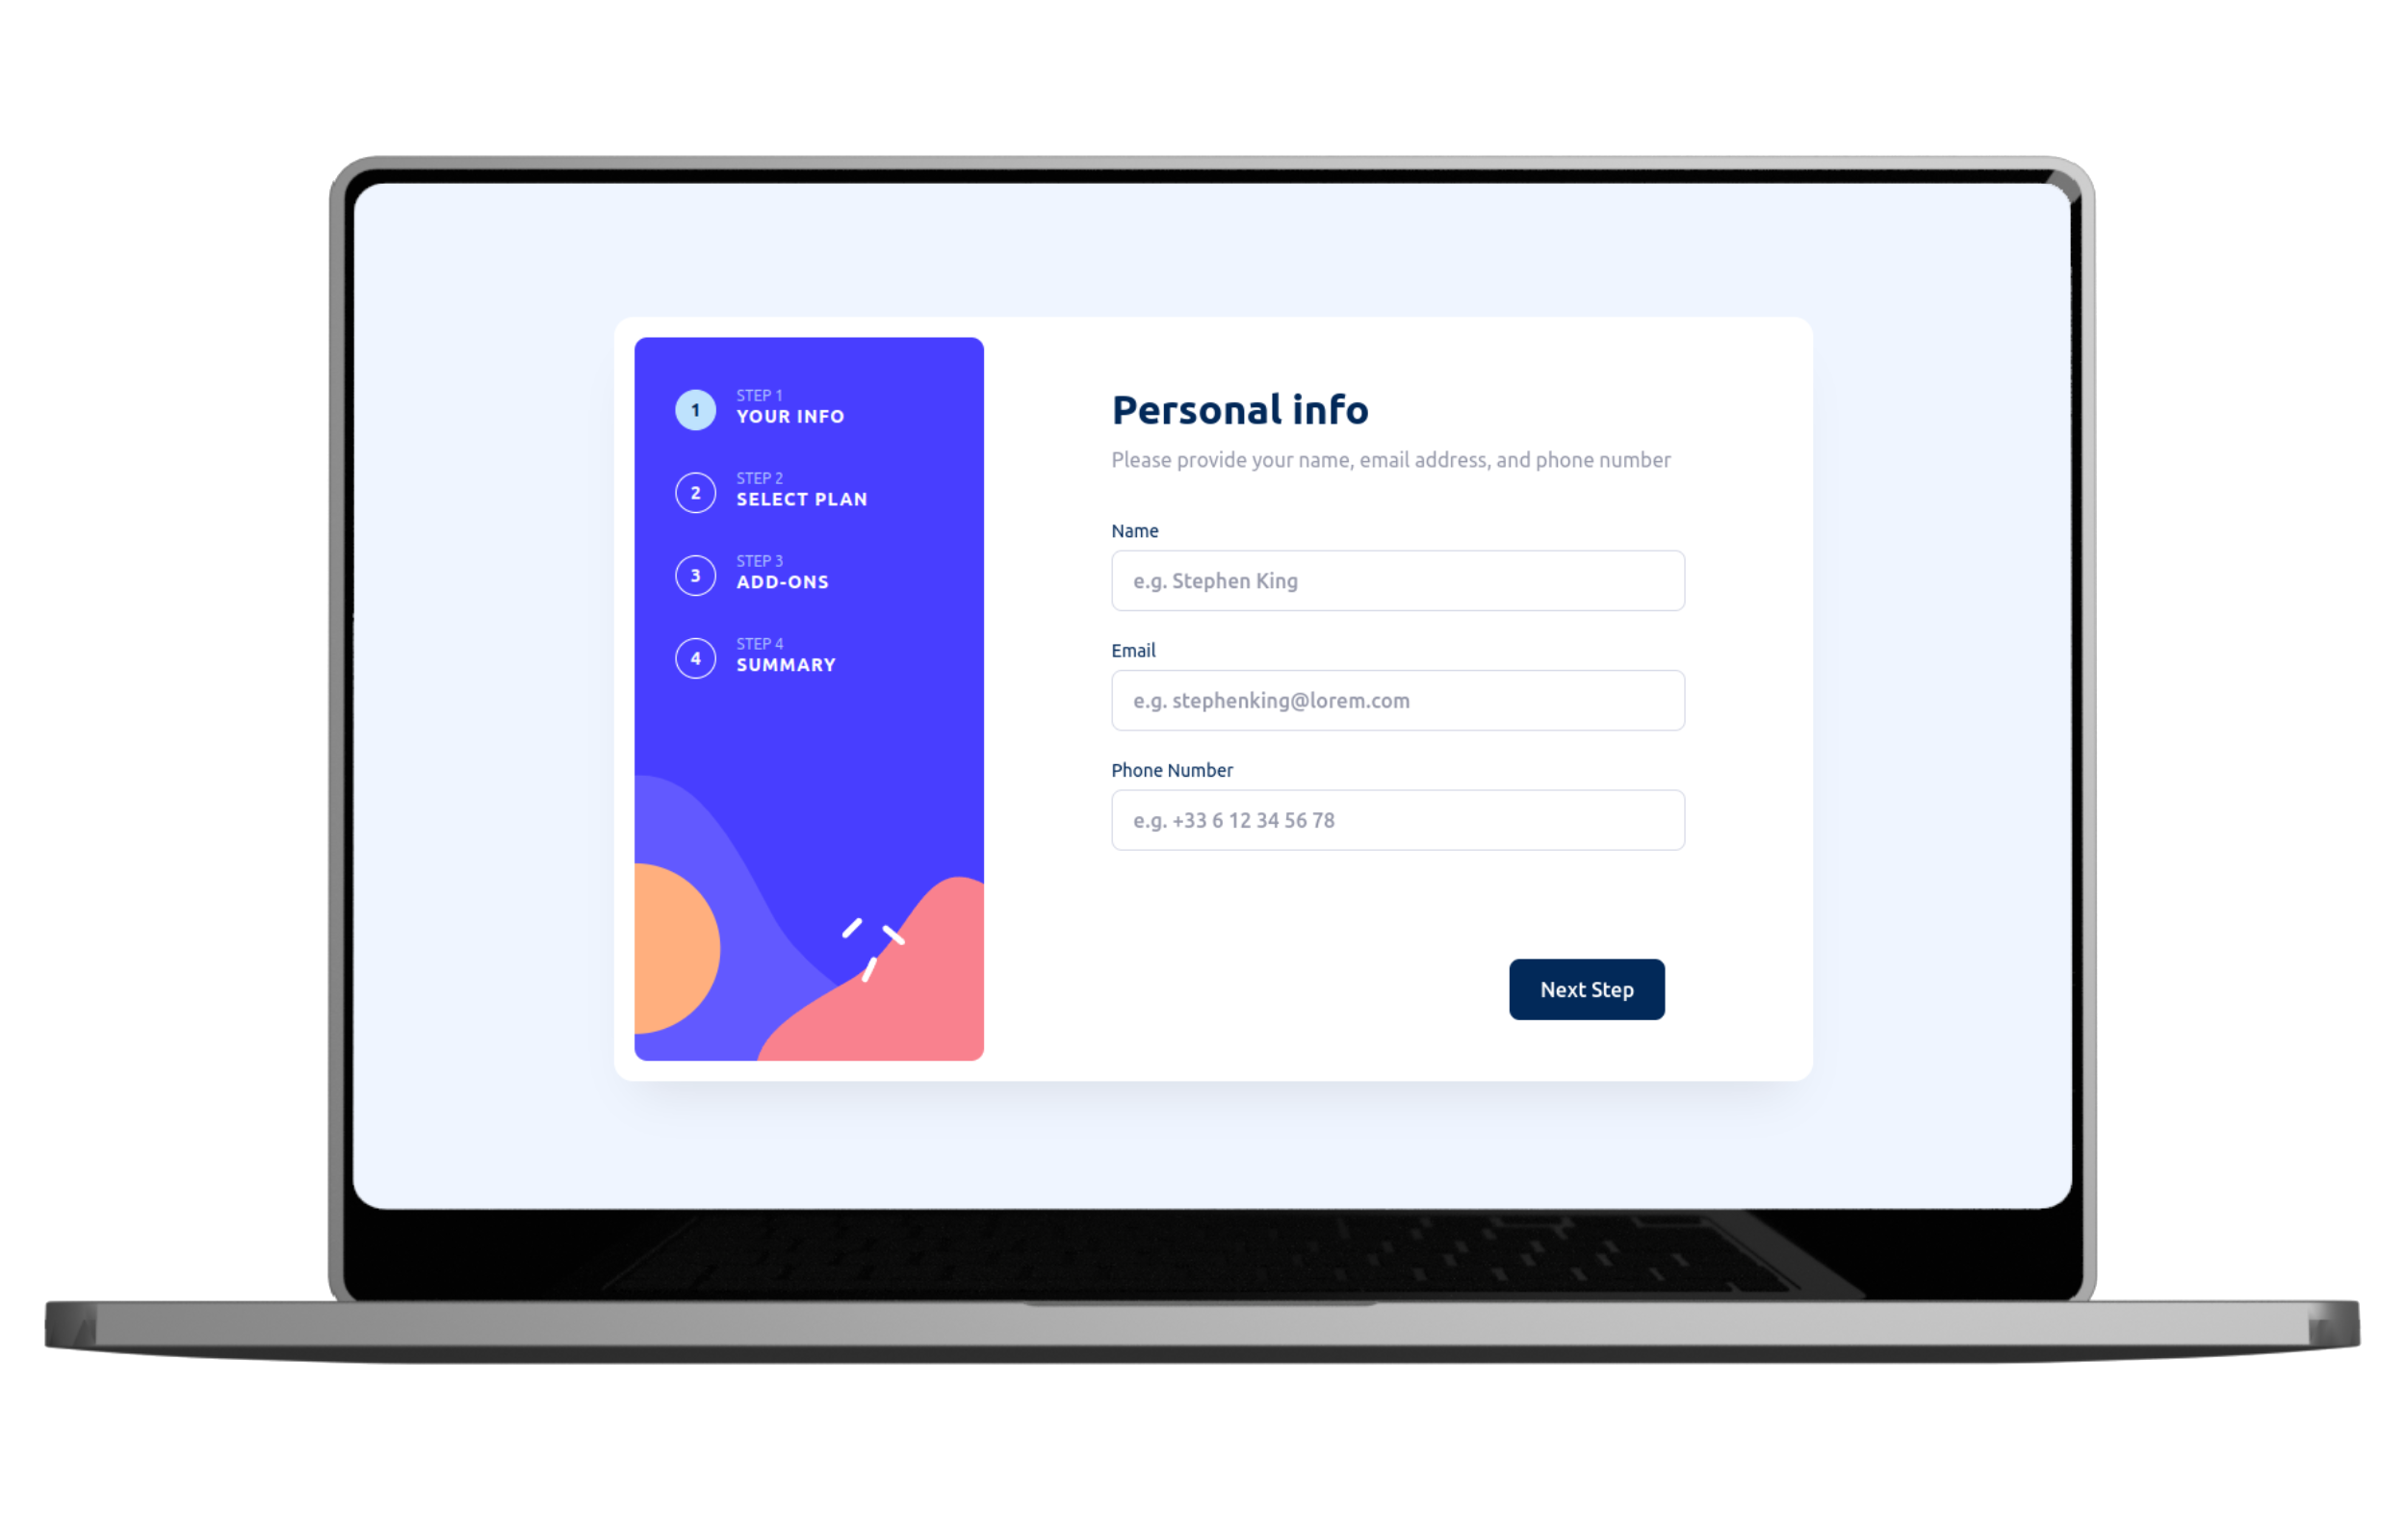 1
STEP 1
YOUR INFO
2
STEP 2
SELECT PLAN
3
STEP 3
ADD-ONS
4
STEP 4
SUMMARY
Personal info
Please provide your name, email address, and phone number
Name
e.g. Stephen King
Email
e.g. stephenking@lorem.com
Phone Number
e.g. +33 6 12 34 56 78
Next Step